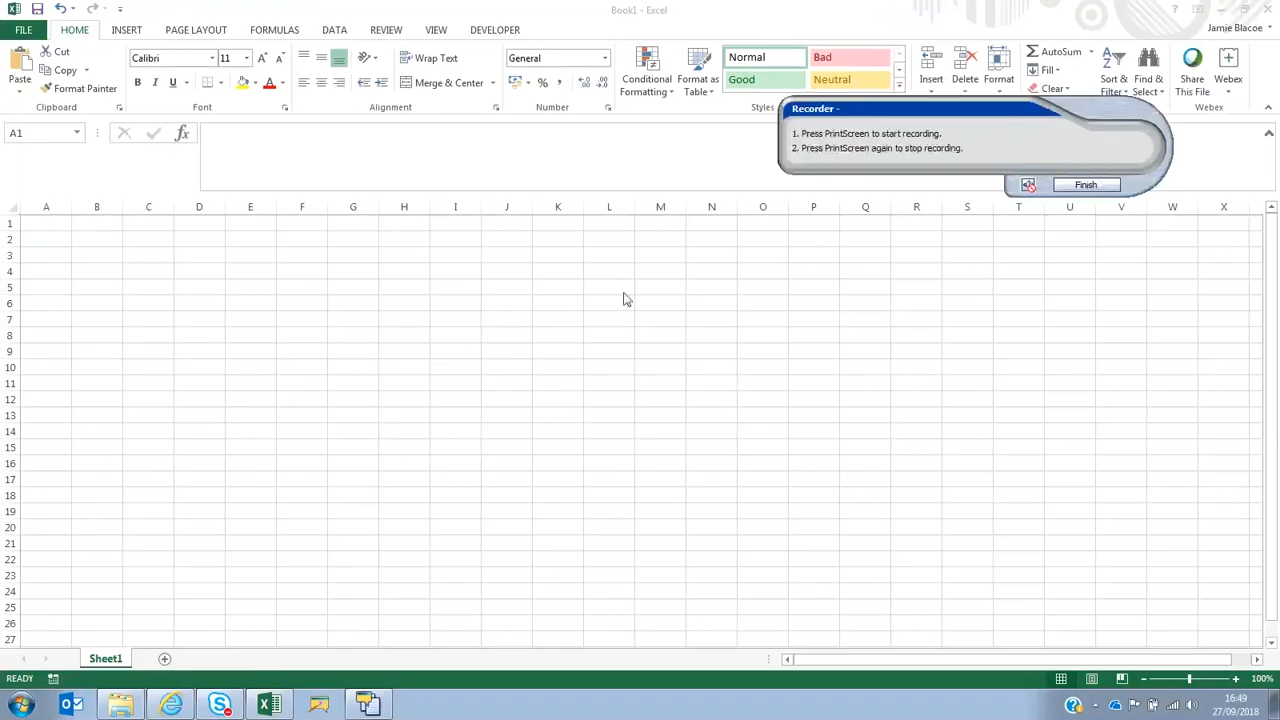 Book1 - Excel
FILE HOME INSERT PAGE LAYOUT FORMULAS DATA REVIEW VIEW DEVELOPER Jamie Blacoe
Paste
Cut
Copy
Format Painter
Clipboard
Calibri 11
B I U
Font
Wrap Text
Merge & Center
Alignment
General
Number
Conditional
Formatting
Format as
Table
Normal Bad
Good Neutral
Styles
Insert
Delete
Format
AutoSum
Fill
Clear
Sort &
Filter
Find &
Select
Share
This File
Webex
Webex
Recorder -
1. Press PrintScreen to start recording.
2. Press PrintScreen again to stop recording.
Finish
A1
fx
A B C D E F G H I J K L M N O P Q R S T U V W X
1
2
3
4
5
6
7
8
9
10
11
12
13
14
15
16
17
18
19
20
21
22
23
24
25
26
27
Sheet1
READY
100%
16:49
27/09/2018